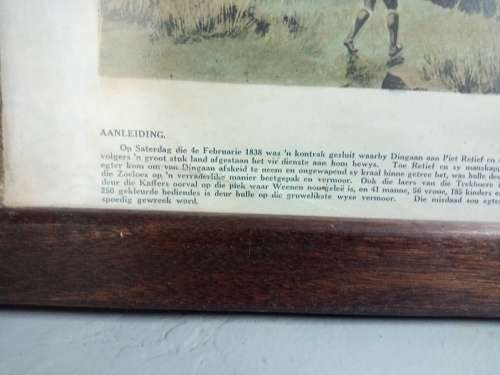 AANLEIDING.
Op Saterdag die 4e Februarie 1838 was 'n kontrak gesluit waarby Dingaan aan Piet Retief en
volgers 'n groot stuk land afgestaan het vir dienste aan hom bewys. Toe Retief en sy manskapp
egter kom om van Dingaan afskeid te neem en ongewapend sy kraal binne getree het, was hulle deu
die Zoeloes op 'n verraderlike manier beetgepak en vermoor. Ook die laers van die Trekboere
deur die Kaffers oorval op die plek waar Weenen nou geleë is, en 41 manne, 56 vroue, 185 kinders e
250 gekleurde bediendes is deur hulle op die gruwelikste wyse vermoor. Die misdaad sou egte
spoedig gewreek word.